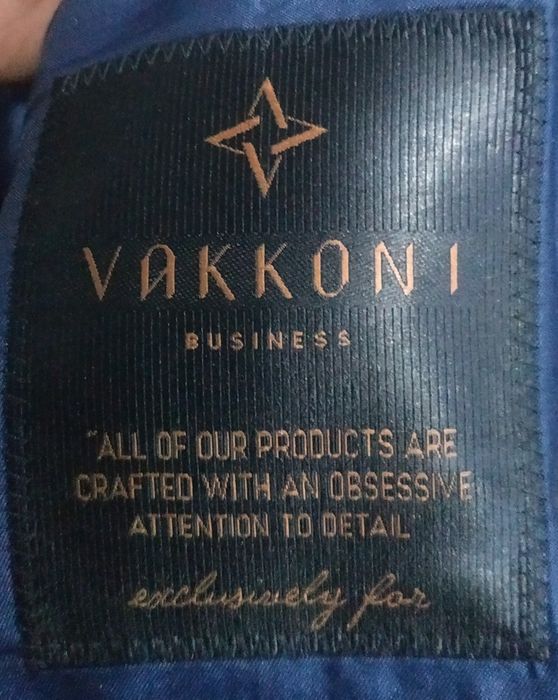 VAKKONI
BUSINESS
"ALL OF OUR PRODUCTS ARE
CRAFTED WITH AN OBSESSIVE
ATTENTION TO DETAIL
exclusively for